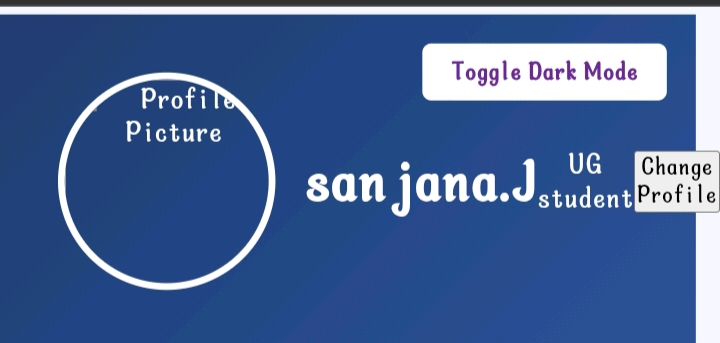 Toggle Dark Mode
Profile
Picture
san jana.J
UG
student
Change
Profile